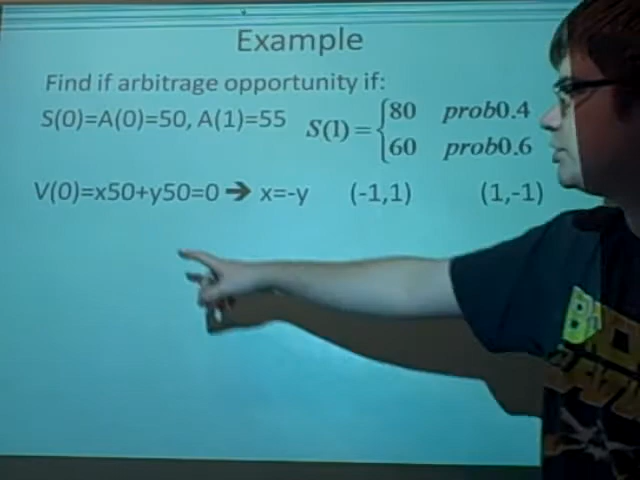 Example
Find if arbitrage opportunity if:
S(0)=A(0)=50, A(1)=55 S(1)= {80 prob0.4
60 prob0.6
V(0)=x50+y50=0 ➔ x=-y (-1,1) (1,-1)